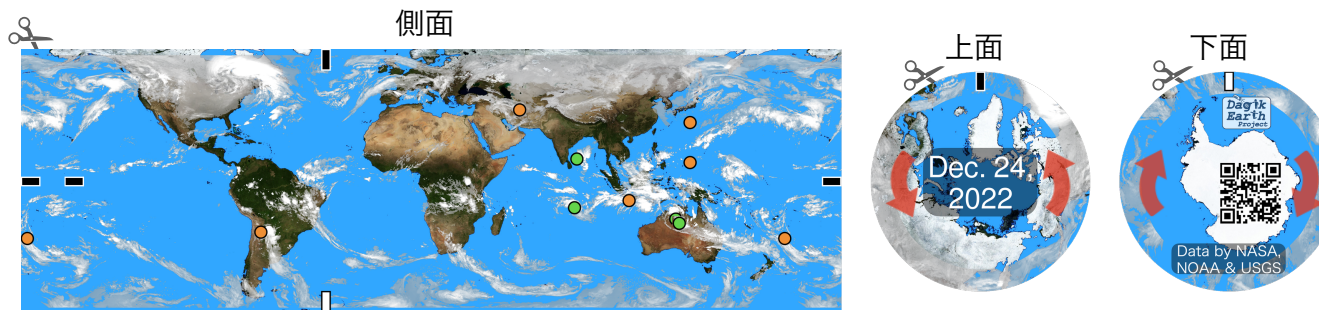 側面
上面
下面
Dec. 24,
2022
Dagik
Earth
Project
Data by NASA,
NOAA & USGS